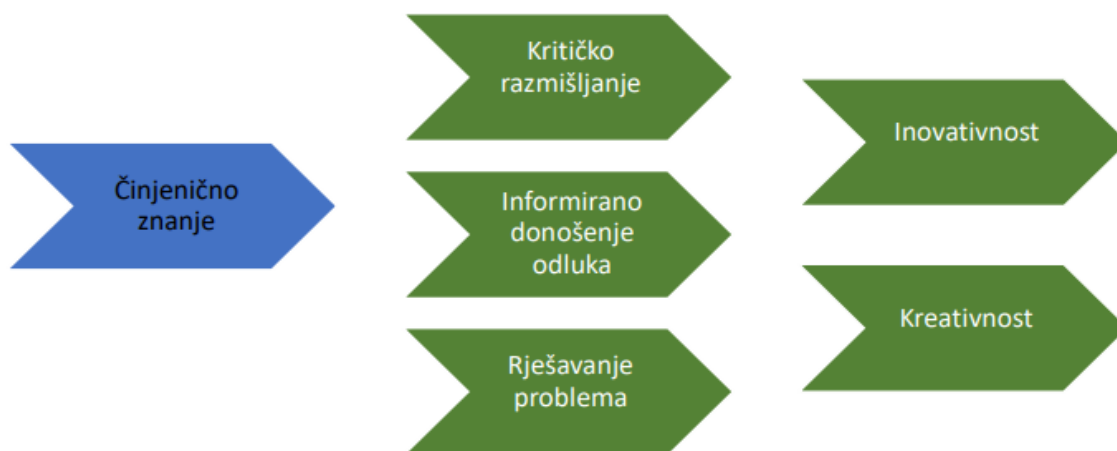 Činjenično
znanje
Kritičko
razmišljanje
Informirano
donošenje
odluka
Rješavanje
problema
Inovativnost
Kreativnost